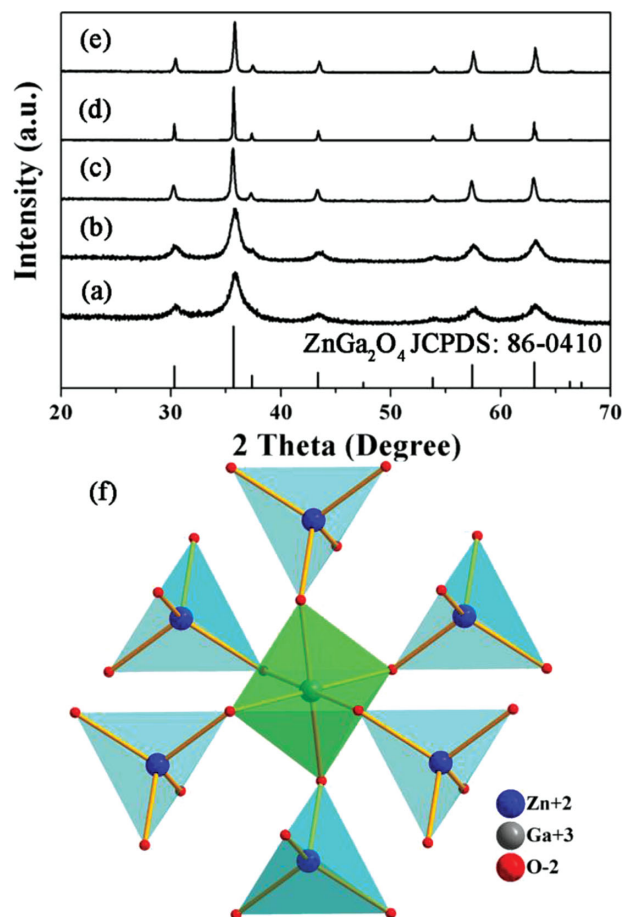 (e)
(d)
(c)
(b)
(a)
Intensity (a.u.)
ZnGa₂O₄ JCPDS: 86-0410
20 30 40 50 60 70
2 Theta (Degree)
(f)
Zn+2
Ga+3
O-2